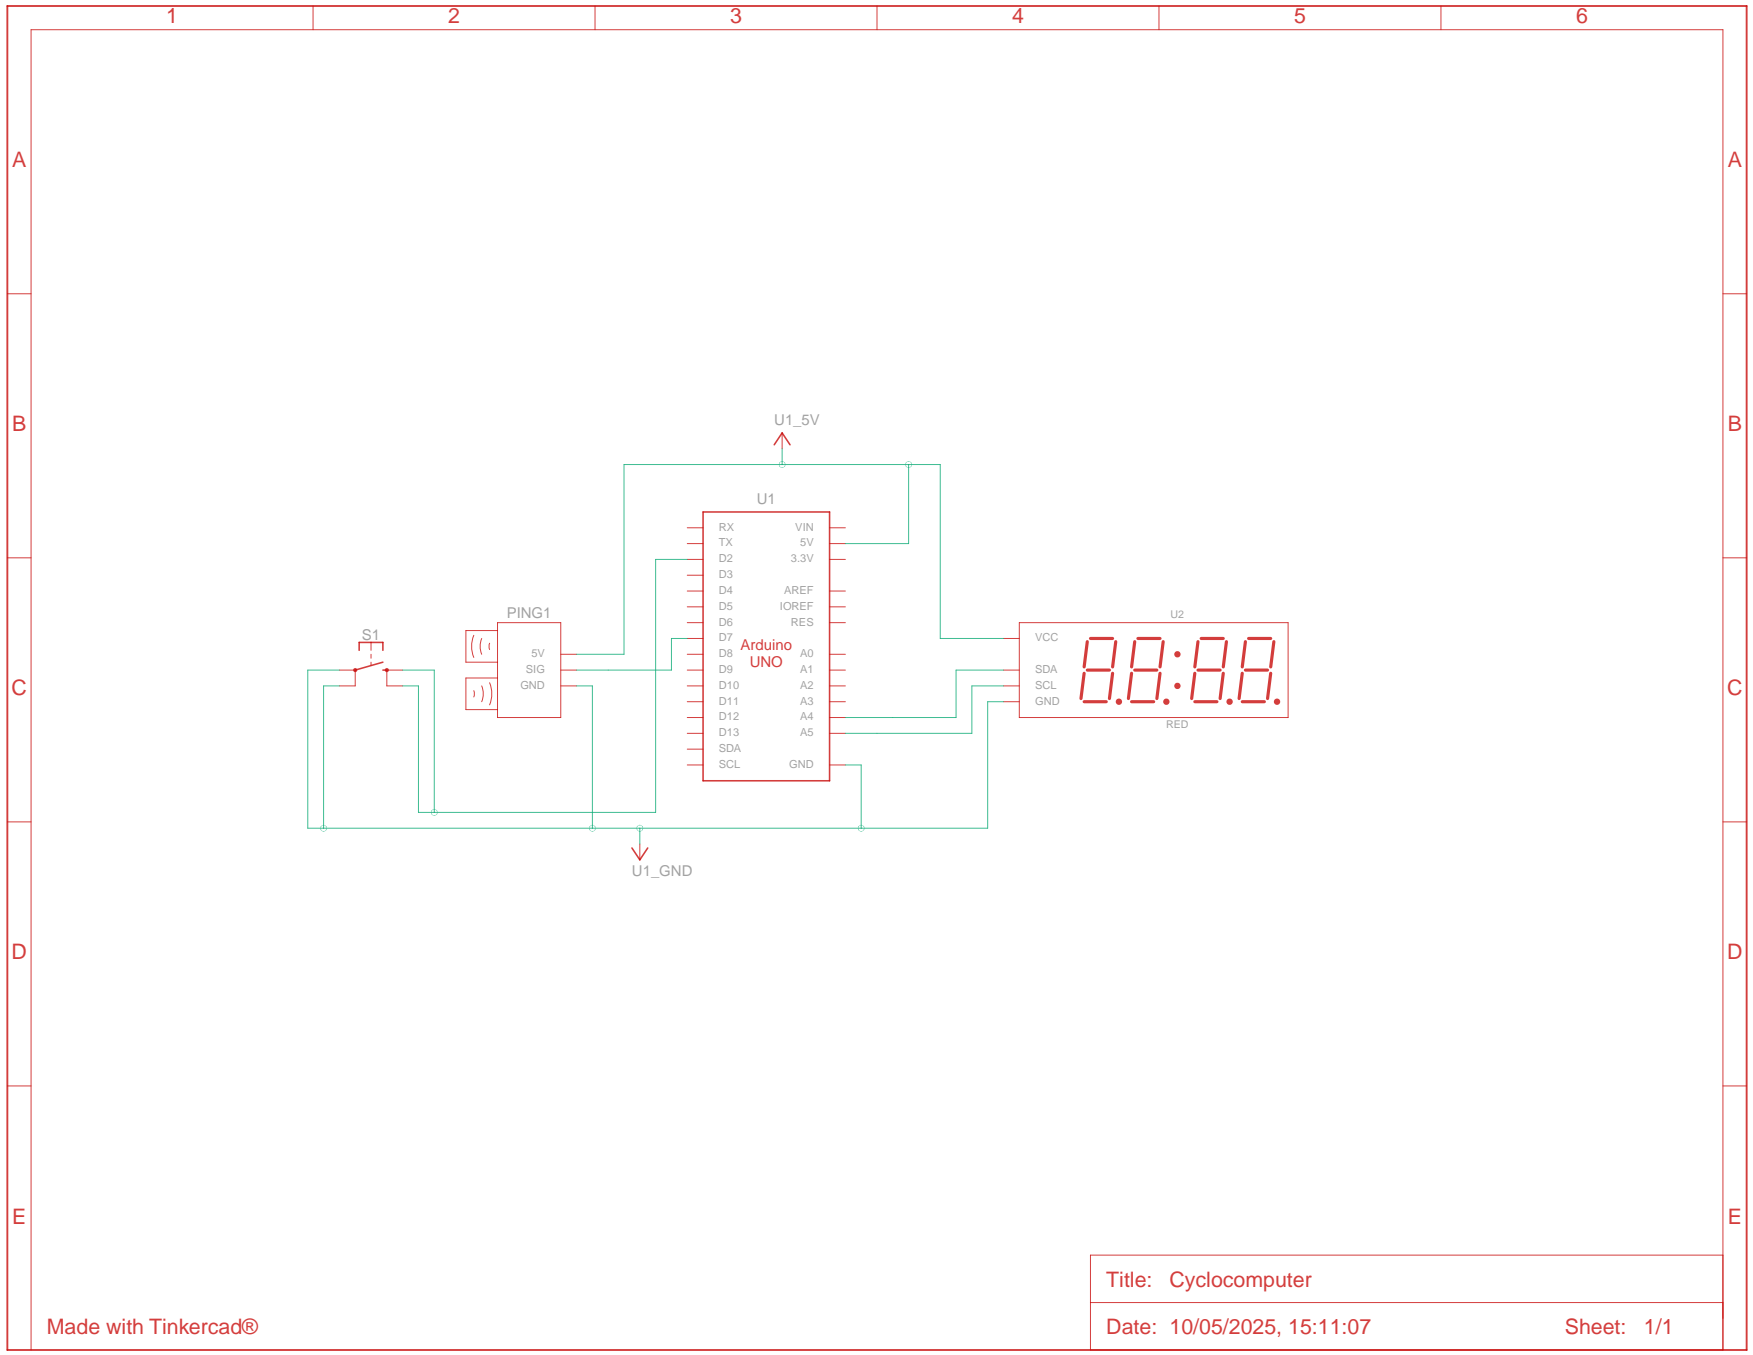 1 2 3 4 5 6
A A
B B
C C
D D
E E
U1_5V
U1
RX VIN
TX 5V
D2 3.3V
D3
D4 AREF
D5 IOREF
D6 RES
D7
D8 A0
D9 A1
D10 A2
D11 A3
D12 A4
D13 A5
SDA
SCL GND
Arduino
UNO
PING1
5V
SIG
GND
S1
U2
VCC
SDA
SCL
GND
88:88
RED
U1_GND
Title: Cyclocomputer
Date: 10/05/2025, 15:11:07 Sheet: 1/1
Made with Tinkercad®